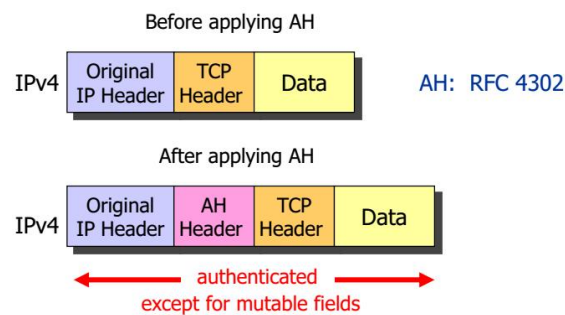 Before applying AH
IPv4
Original
IP Header
TCP
Header
Data
AH: RFC 4302
After applying AH
IPv4
Original
IP Header
AH
Header
TCP
Header
Data
authenticated
except for mutable fields